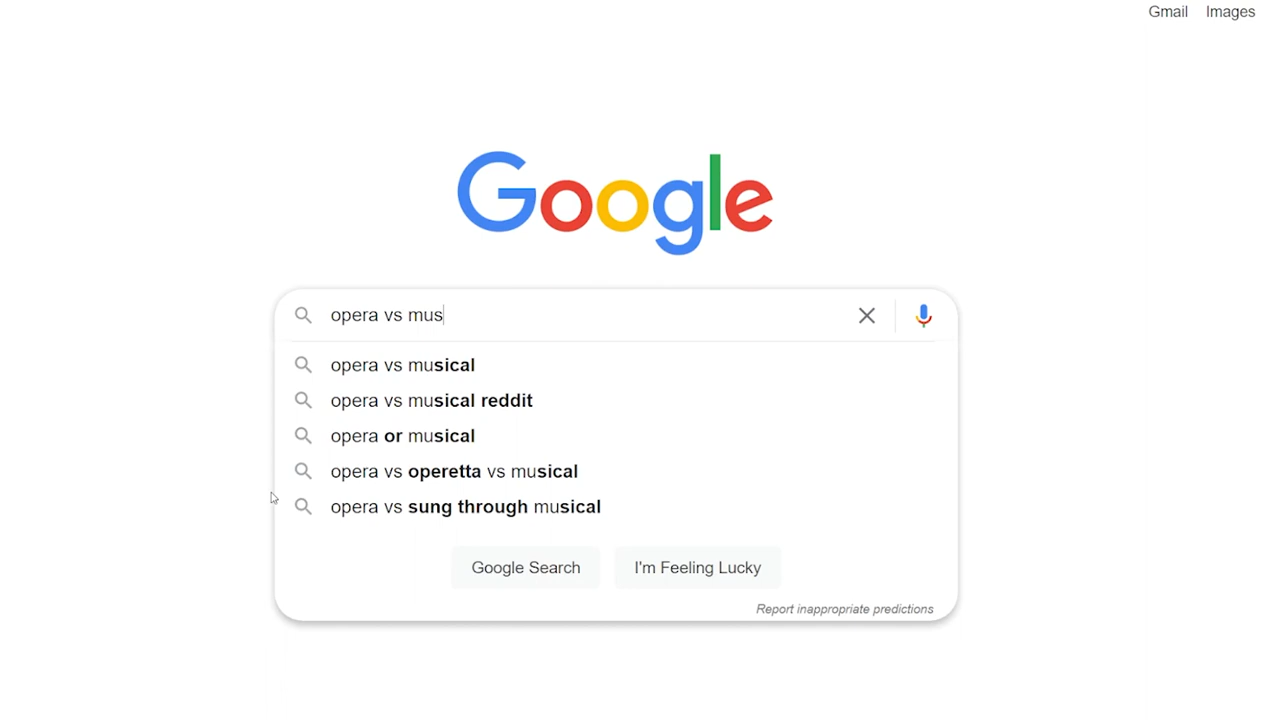 Gmail Images
Google
opera vs mus
opera vs musical
opera vs musical reddit
opera or musical
opera vs operetta vs musical
opera vs sung through musical
Google Search I'm Feeling Lucky
Report inappropriate predictions